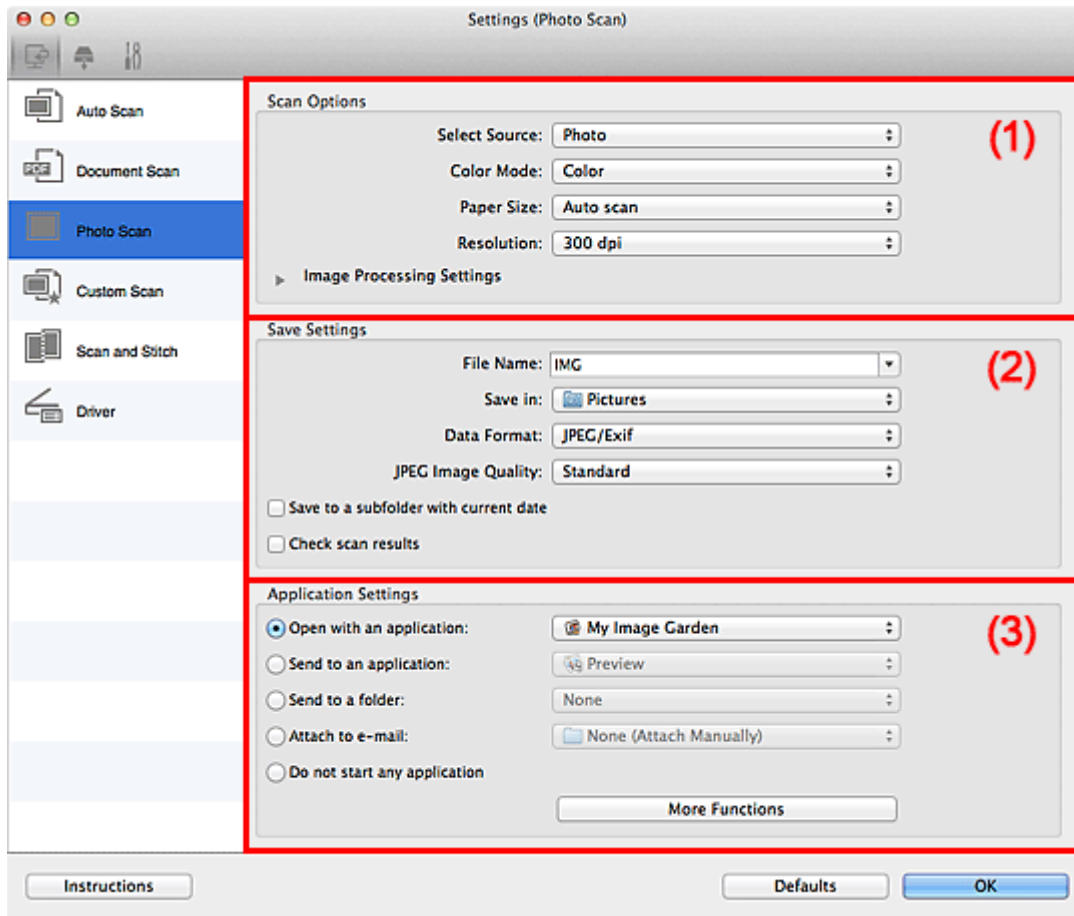 Settings (Photo Scan)
Auto Scan
Document Scan
Photo Scan
Custom Scan
Scan and Stitch
Driver
Scan Options
(1)
Select Source: Photo
Color Mode: Color
Paper Size: Auto scan
Resolution: 300 dpi
Image Processing Settings
Save Settings
(2)
File Name: IMG
Save in: Pictures
Data Format: JPEG/Exif
JPEG Image Quality: Standard
Save to a subfolder with current date
Check scan results
Application Settings
(3)
Open with an application: My Image Garden
Send to an application: Preview
Send to a folder: None
Attach to e-mail: None (Attach Manually)
Do not start any application
More Functions
Instructions Defaults OK